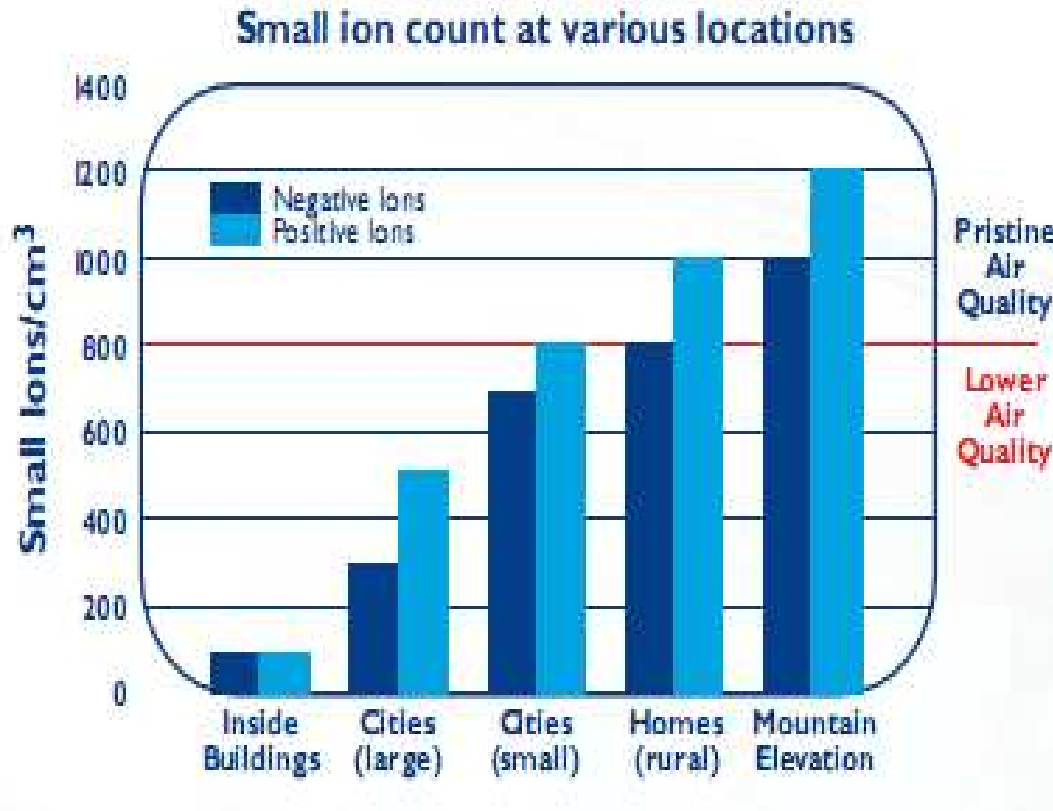 Small ion count at various locations
1400
1200
1000
800
600
400
200
0
Small Ions/cm³
Negative Ions
Positive Ions
Pristine
Air
Quality
Lower
Air
Quality
Inside
Buildings
Cities
(large)
Cities
(small)
Homes
(rural)
Mountain
Elevation